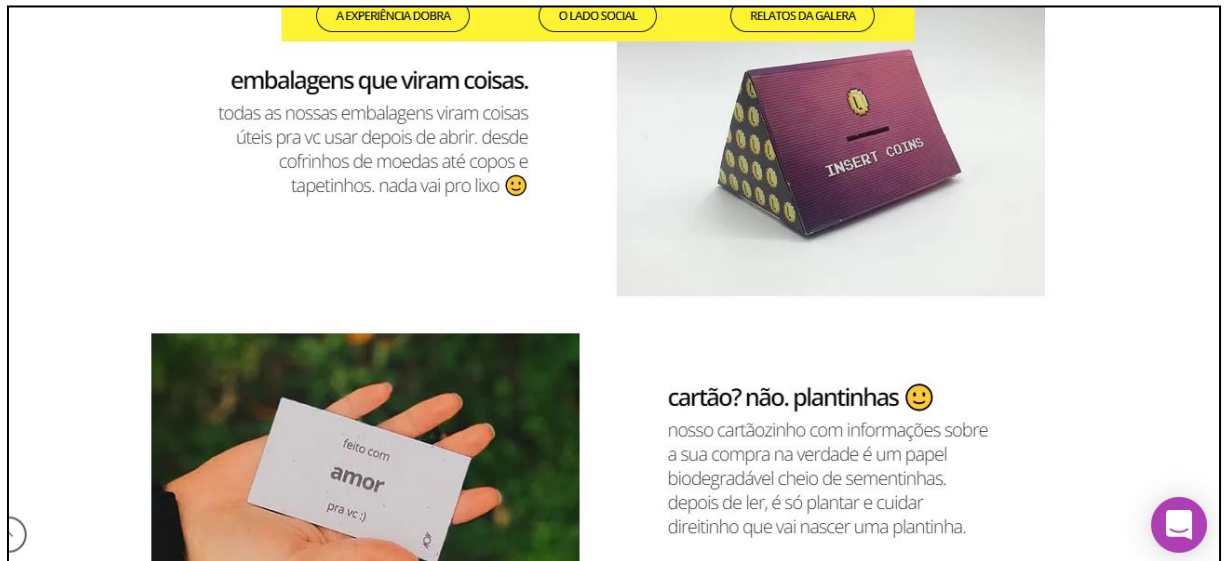 A EXPERIÊNCIA DOBRA
O LADO SOCIAL
RELATOS DA GALERA
embalagens que viram coisas.
todas as nossas embalagens viram coisas
úteis pra vc usar depois de abrir. desde
cofrinhos de moedas até copos e
tapetinhos. nada vai pro lixo 🙂
INSERT COINS
feito com
amor
pra vc :)
cartão? não. plantinhas 🙂
nosso cartãozinho com informações sobre
a sua compra na verdade é um papel
biodegradável cheio de sementinhas.
depois de ler, é só plantar e cuidar
direitinho que vai nascer uma plantinha.